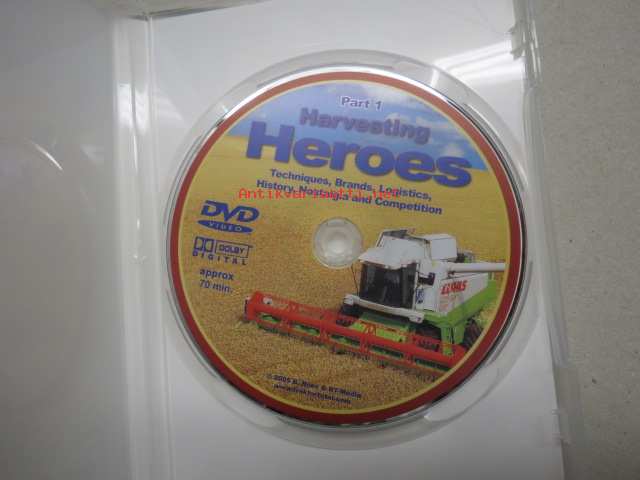 Part 1
Harvesting
Heroes
Techniques, Brands, Logistics,
History, Nostalgia and Competition
Antikvariaatti.net
DVD
VIDEO
DOLBY
DIGITAL
approx
70 min.
CLAAS